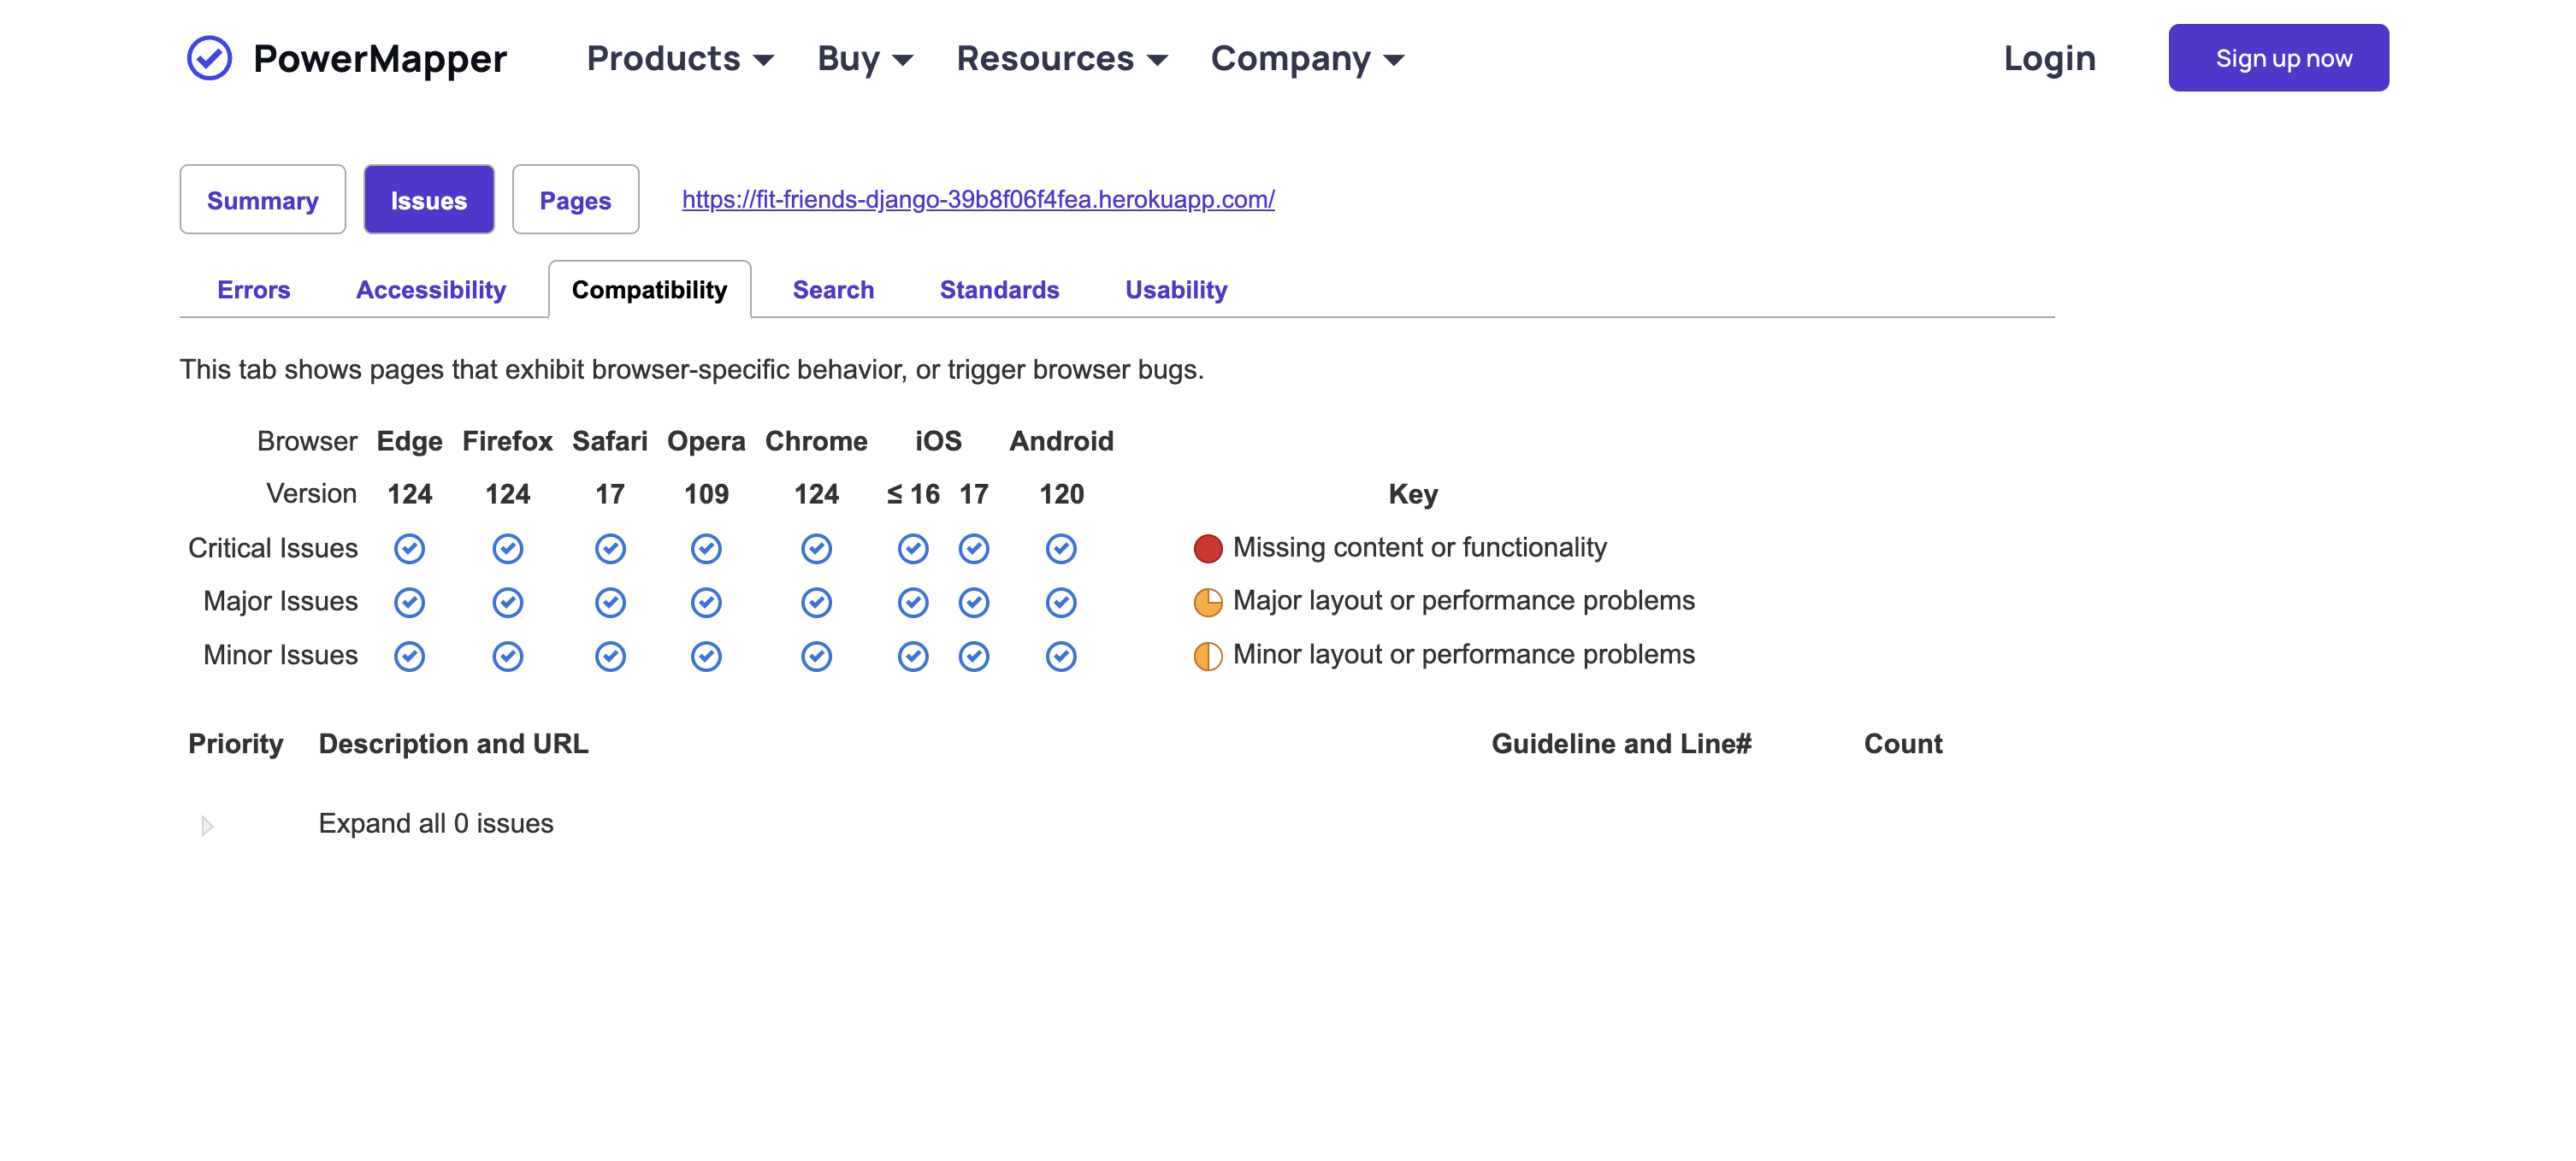 PowerMapper Products Buy Resources Company Login Sign up now
Summary Issues Pages https://fit-friends-django-39b8f06f4fea.herokuapp.com/
Errors Accessibility Compatibility Search Standards Usability
This tab shows pages that exhibit browser-specific behavior, or trigger browser bugs.
Browser Edge Firefox Safari Opera Chrome iOS Android
Version 124 124 17 109 124 ≤ 16 17 120 Key
Critical Issues Missing content or functionality
Major Issues Major layout or performance problems
Minor Issues Minor layout or performance problems
Priority Description and URL Guideline and Line# Count
Expand all 0 issues